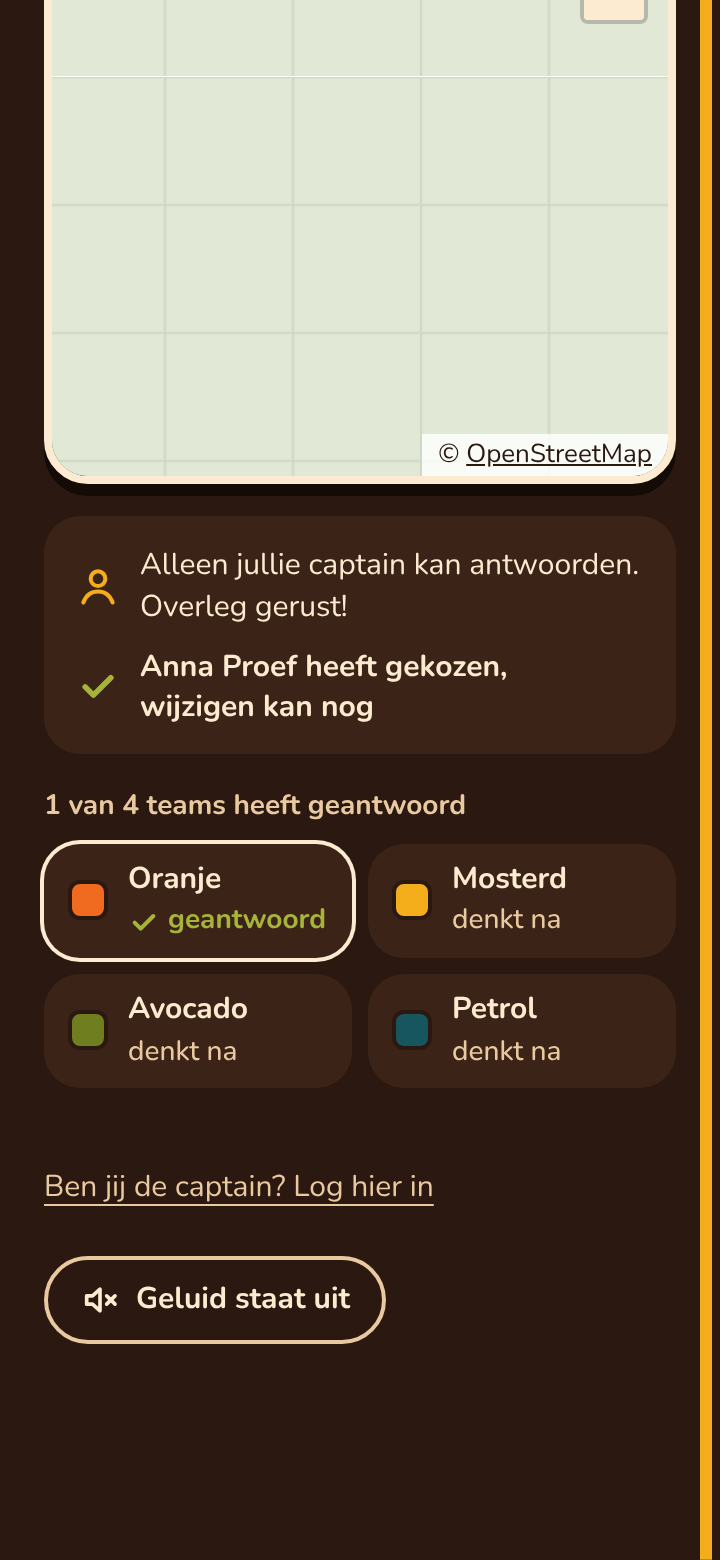 © OpenStreetMap
Alleen jullie captain kan antwoorden.
Overleg gerust!
Anna Proef heeft gekozen,
wijzigen kan nog
1 van 4 teams heeft geantwoord
Oranje
geantwoord
Mosterd
denkt na
Avocado
denkt na
Petrol
denkt na
Ben jij de captain? Log hier in
Geluid staat uit